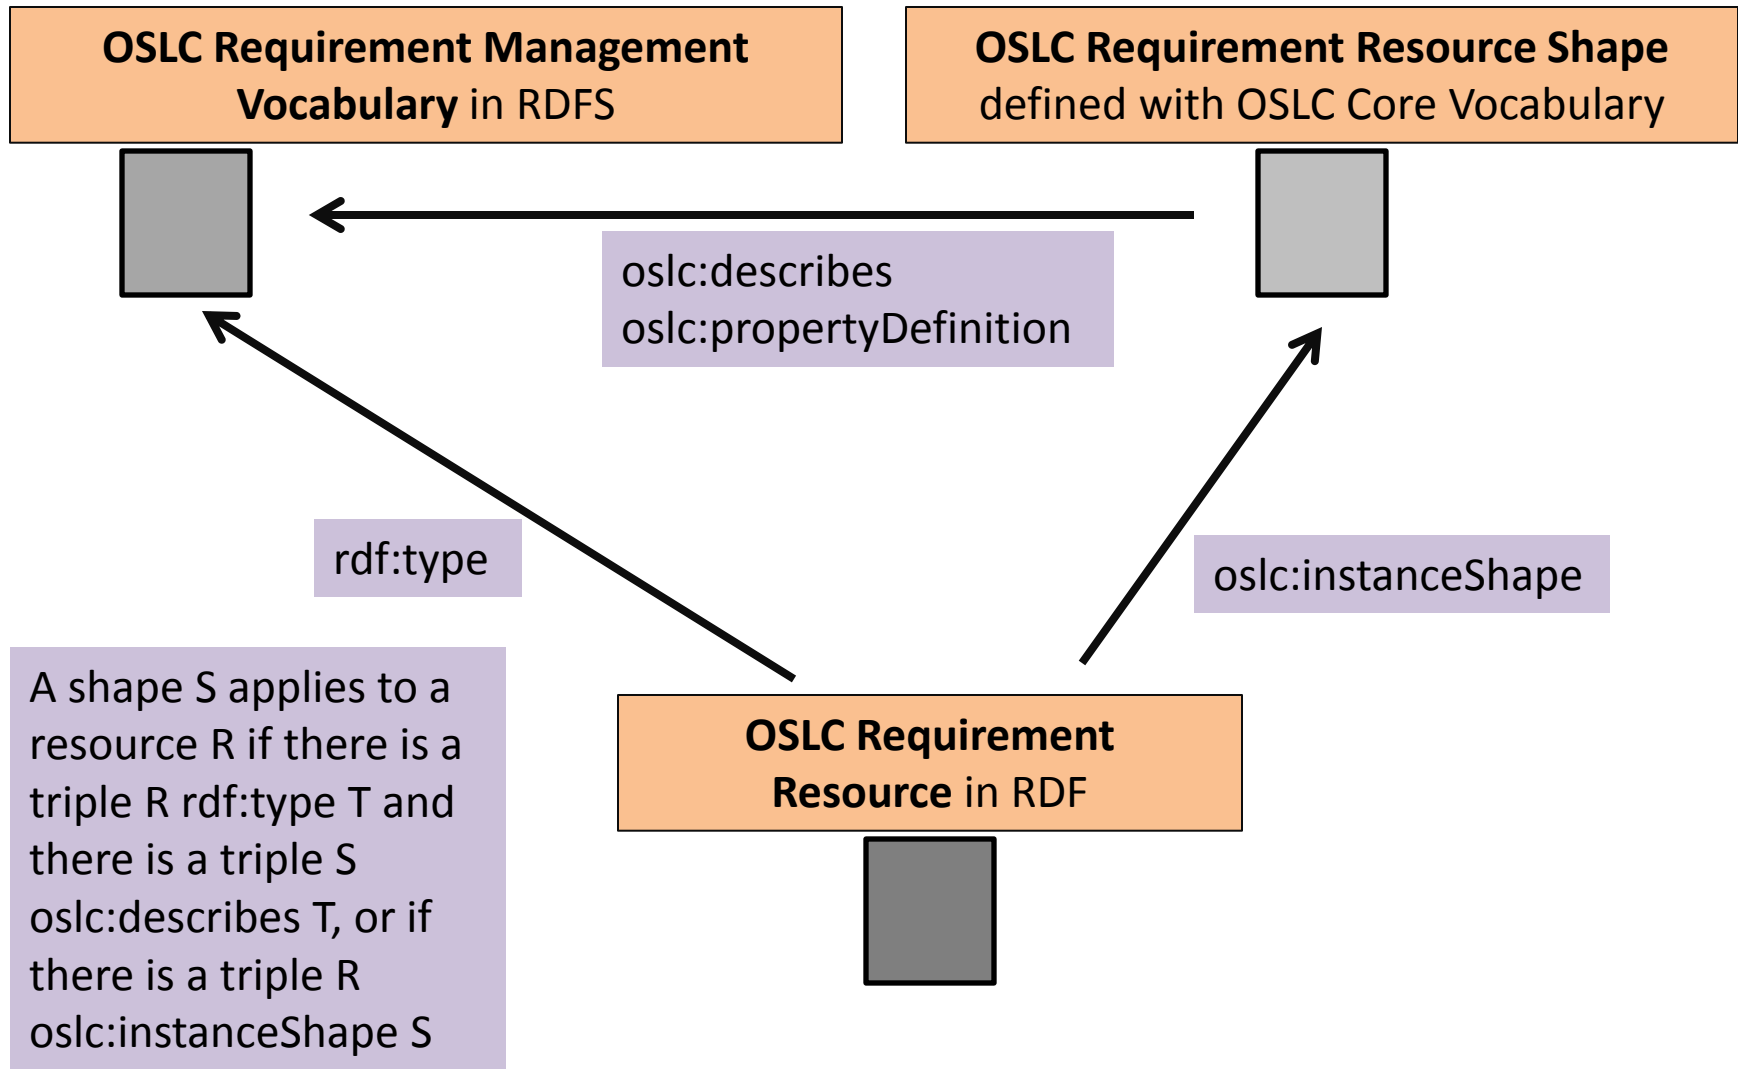 OSLC Requirement Management
Vocabulary in RDFS
OSLC Requirement Resource Shape
defined with OSLC Core Vocabulary
oslc:describes
oslc:propertyDefinition
rdf:type
oslc:instanceShape
A shape S applies to a
resource R if there is a
triple R rdf:type T and
there is a triple S
oslc:describes T, or if
there is a triple R
oslc:instanceShape S
OSLC Requirement
Resource in RDF